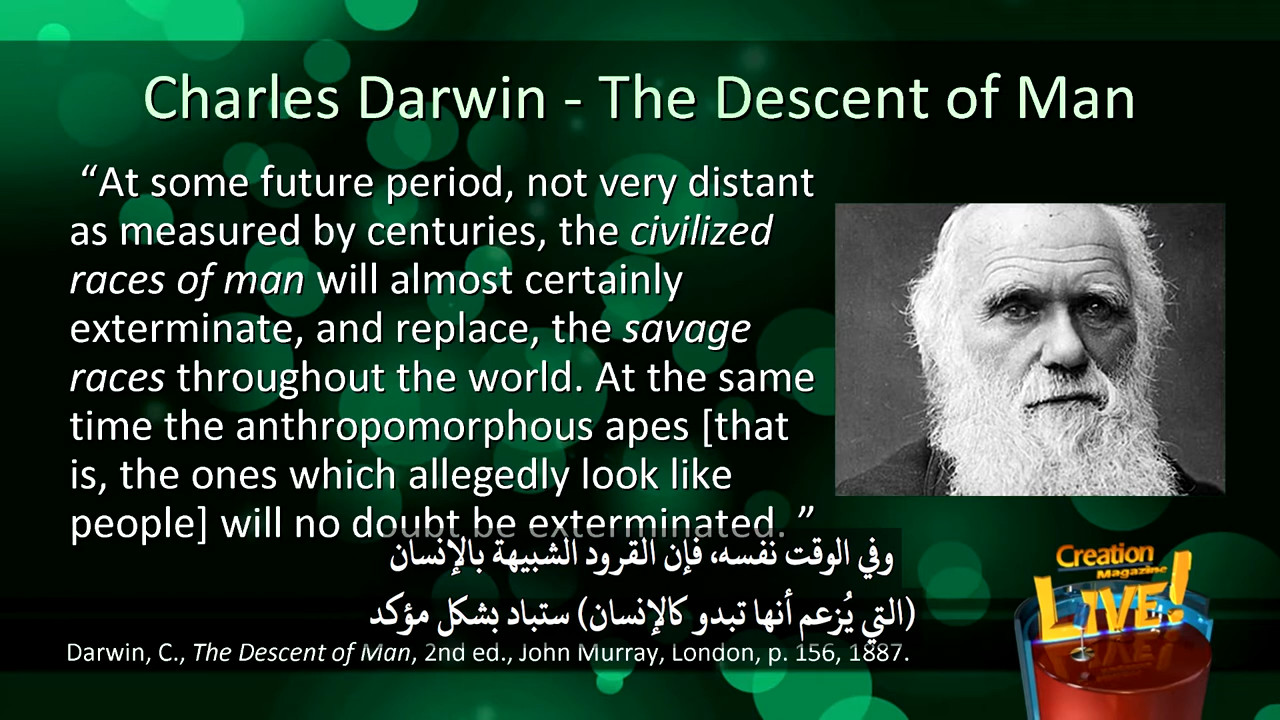 Charles Darwin - The Descent of Man
“At some future period, not very distant
as measured by centuries, the civilized
races of man will almost certainly
exterminate, and replace, the savage
races throughout the world. At the same
time the anthropomorphous apes [that
is, the ones which allegedly look like
people] will no doubt be exterminated. ”
وفي الوقت نفسه، فإن القرود الشبيهة بالإنسان
(التي يُزعم أنها تبدو كالإنسان) ستباد بشكل مؤكد
Darwin, C., The Descent of Man, 2nd ed., John Murray, London, p. 156, 1887.
Creation
Magazine
LIVE!